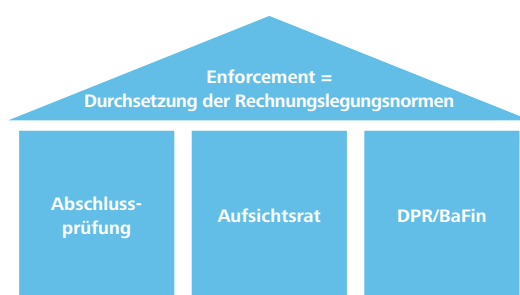 Enforcement =
Durchsetzung der Rechnungslegungsnormen
Abschluss-
prüfung
Aufsichtsrat
DPR/BaFin